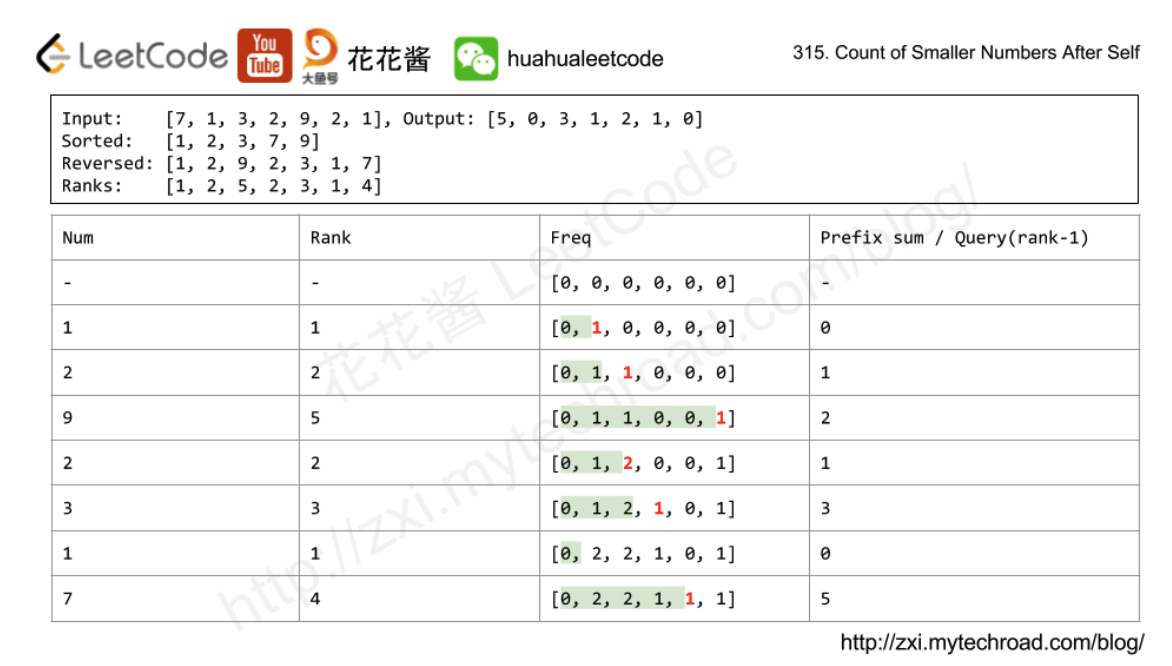 LeetCode You Tube 大鱼号 花花酱 huahualeetcode 315. Count of Smaller Numbers After Self
Input: [7, 1, 3, 2, 9, 2, 1], Output: [5, 0, 3, 1, 2, 1, 0]
Sorted: [1, 2, 3, 7, 9]
Reversed: [1, 2, 9, 2, 3, 1, 7]
Ranks: [1, 2, 5, 2, 3, 1, 4]
Num Rank Freq Prefix sum / Query(rank-1)
- - [0, 0, 0, 0, 0, 0] -
1 1 [0, 1, 0, 0, 0, 0] 0
2 2 [0, 1, 1, 0, 0, 0] 1
9 5 [0, 1, 1, 0, 0, 1] 2
2 2 [0, 1, 2, 0, 0, 1] 1
3 3 [0, 1, 2, 1, 0, 1] 3
1 1 [0, 2, 2, 1, 0, 1] 0
7 4 [0, 2, 2, 1, 1, 1] 5
花花酱 LeetCode
http://zxi.mytechroad.com/blog/
http://zxi.mytechroad.com/blog/